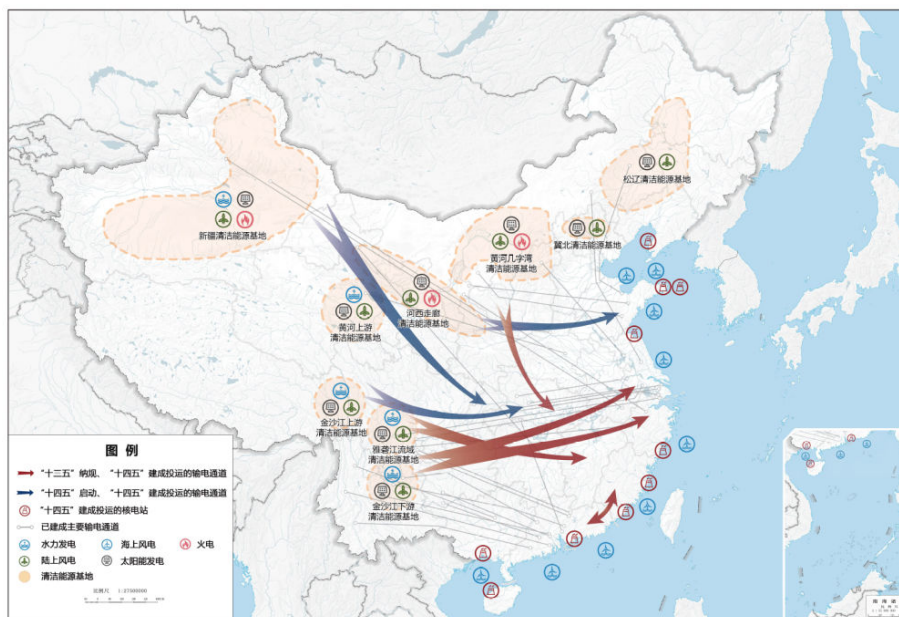 松辽清洁能源基地
新疆清洁能源基地
黄河几字湾
清洁能源基地
冀北清洁能源基地
河西走廊
清洁能源基地
黄河上游
清洁能源基地
金沙江上游
清洁能源基地
雅砻江流域
清洁能源基地
金沙江下游
清洁能源基地
图 例
“十三五”纳规、“十四五”建成投运的输电通道
“十四五”启动、“十四五”建成投运的输电通道
“十四五”建成投运的核电站
已建成主要输电通道
水力发电 海上风电 火电
陆上风电 太阳能发电
清洁能源基地
比例尺 1:27500000